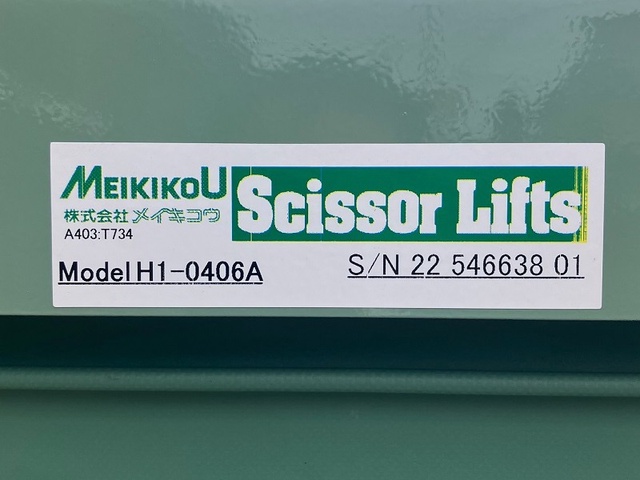 MEIKIKOU
株式会社 メイキコウ
A403:T734
Scissor Lifts
Model H1-0406A
S/N 22 546638 01